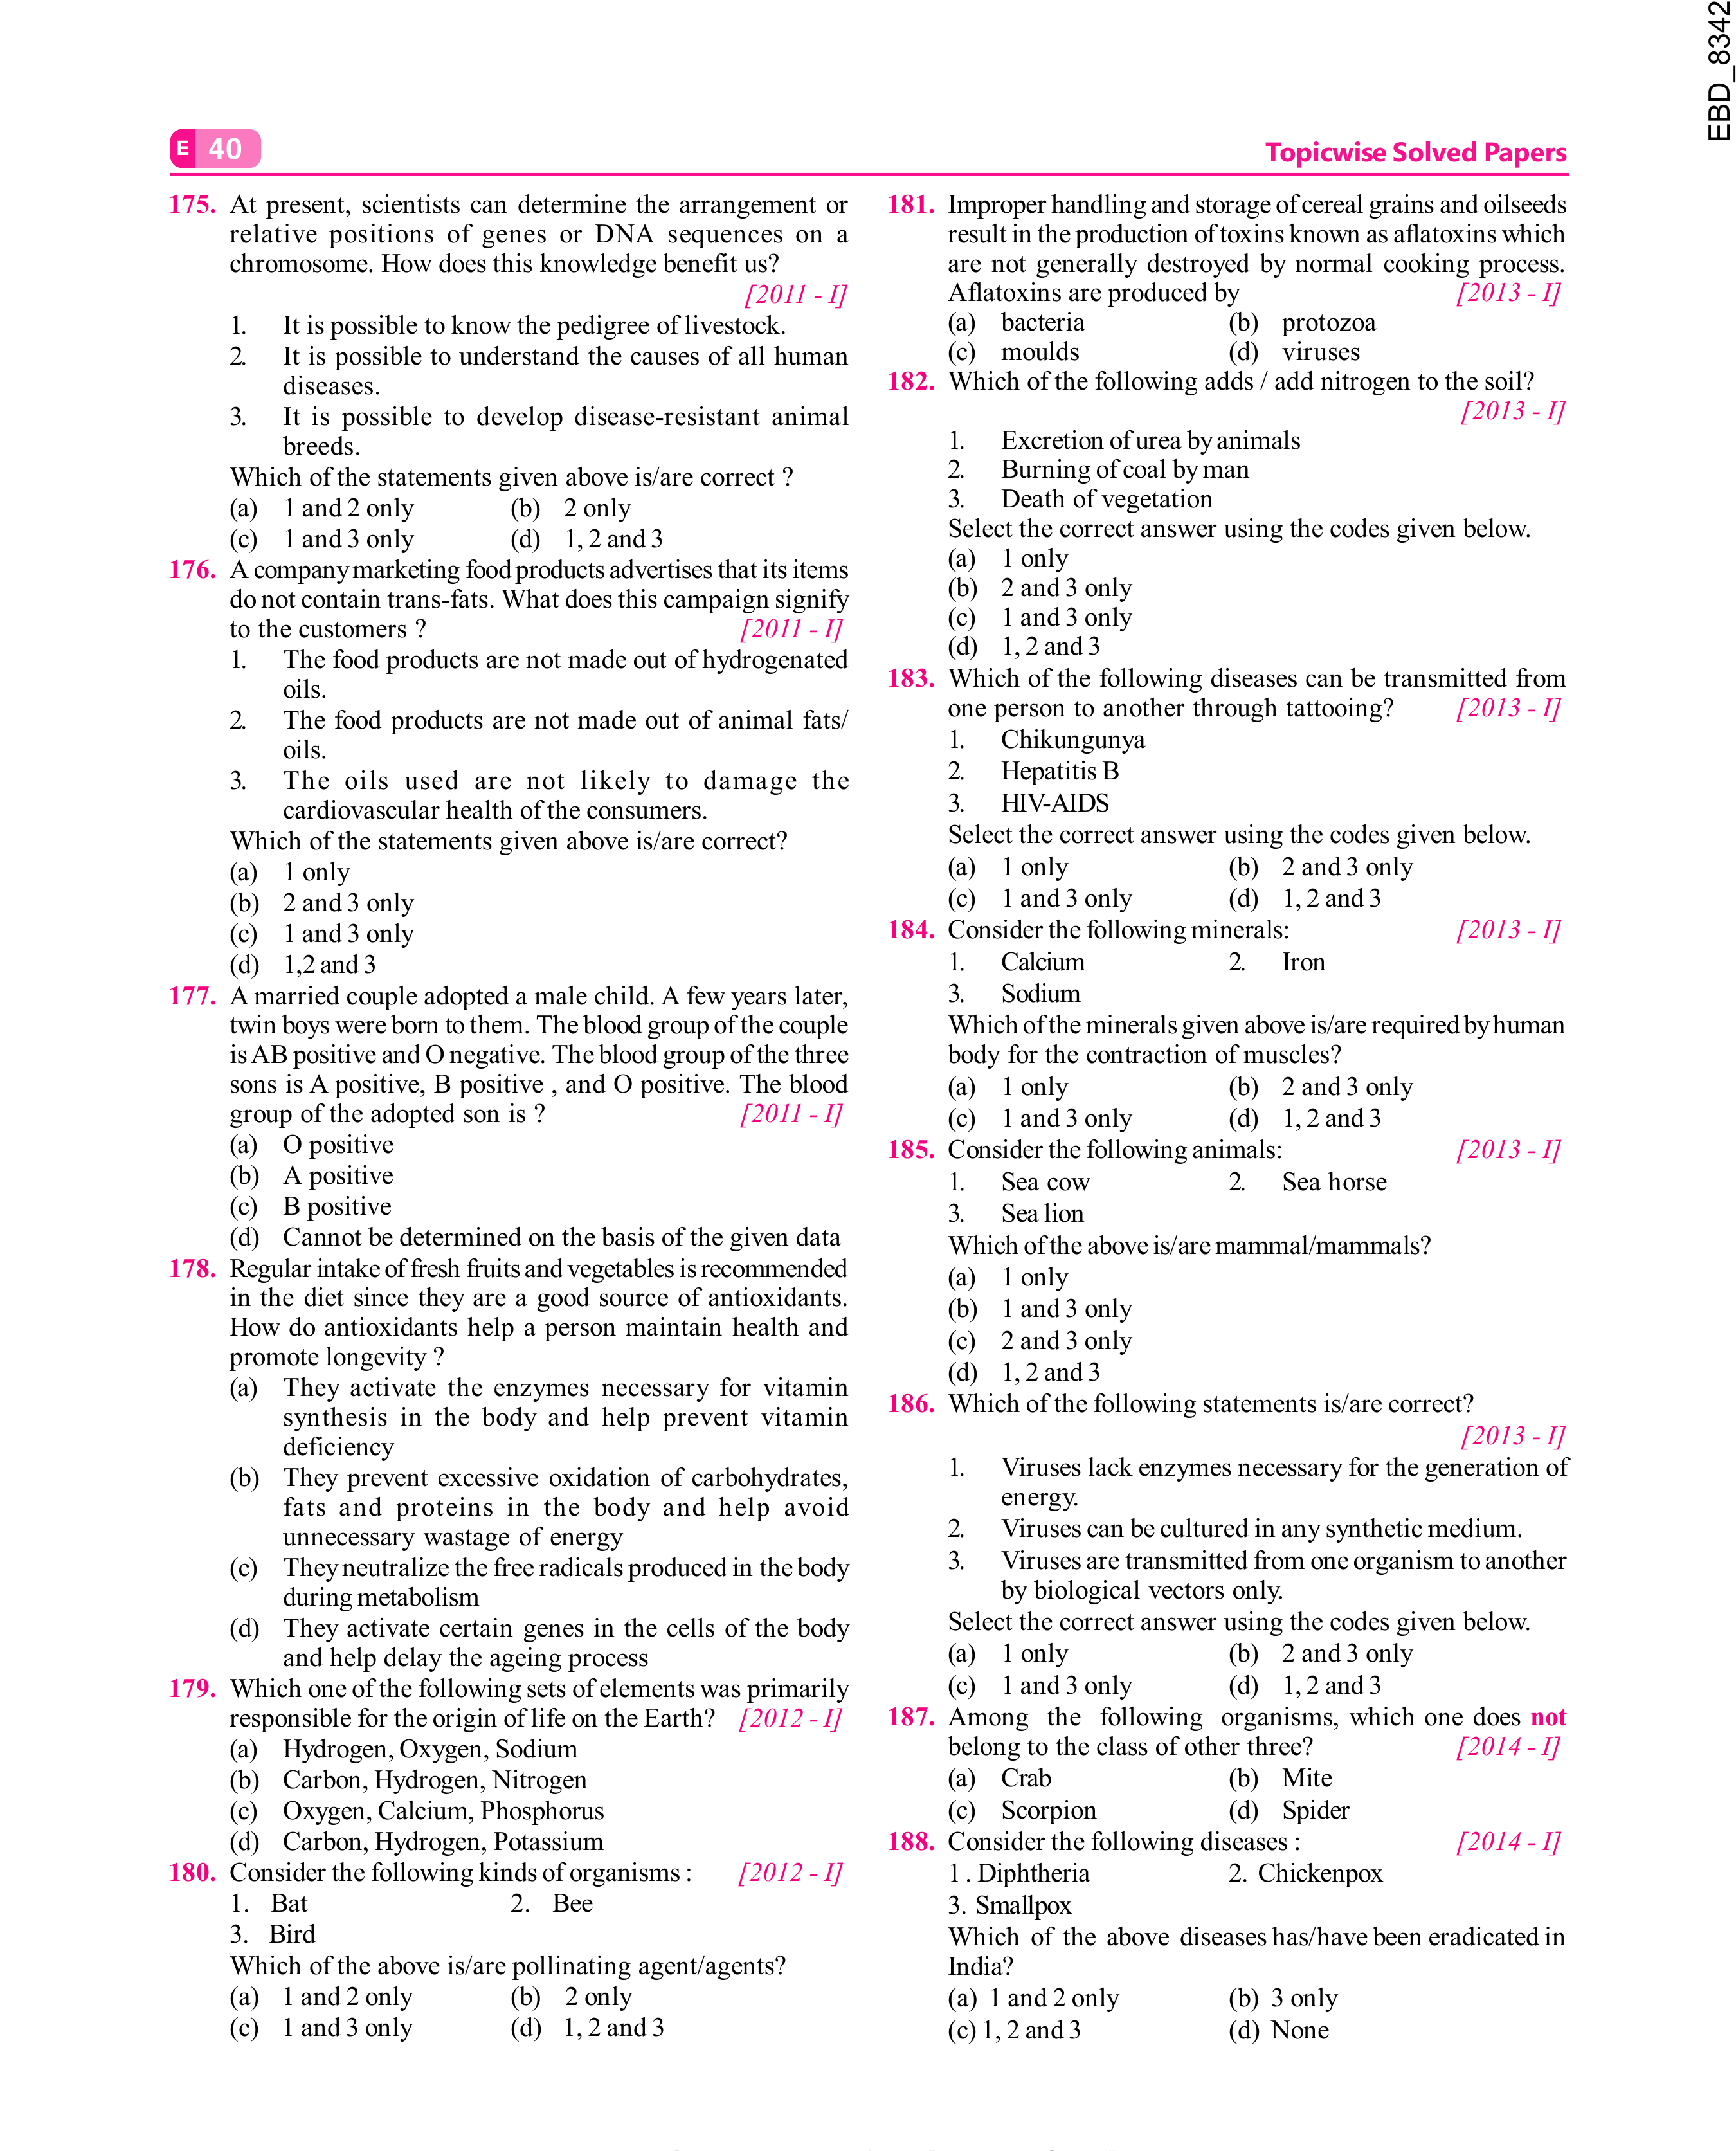 EBD_8342
E 40
Topicwise Solved Papers
175. At present, scientists can determine the arrangement or
relative positions of genes or DNA sequences on a
chromosome. How does this knowledge benefit us?
[2011 - I]
1. It is possible to know the pedigree of livestock.
2. It is possible to understand the causes of all human
diseases.
3. It is possible to develop disease-resistant animal
breeds.
Which of the statements given above is/are correct ?
(a) 1 and 2 only (b) 2 only
(c) 1 and 3 only (d) 1, 2 and 3
176. A company marketing food products advertises that its items
do not contain trans-fats. What does this campaign signify
to the customers ? [2011 - I]
1. The food products are not made out of hydrogenated
oils.
2. The food products are not made out of animal fats/
oils.
3. The oils used are not likely to damage the
cardiovascular health of the consumers.
Which of the statements given above is/are correct?
(a) 1 only
(b) 2 and 3 only
(c) 1 and 3 only
(d) 1,2 and 3
177. A married couple adopted a male child. A few years later,
twin boys were born to them. The blood group of the couple
is AB positive and O negative. The blood group of the three
sons is A positive, B positive , and O positive. The blood
group of the adopted son is ? [2011 - I]
(a) O positive
(b) A positive
(c) B positive
(d) Cannot be determined on the basis of the given data
178. Regular intake of fresh fruits and vegetables is recommended
in the diet since they are a good source of antioxidants.
How do antioxidants help a person maintain health and
promote longevity ?
(a) They activate the enzymes necessary for vitamin
synthesis in the body and help prevent vitamin
deficiency
(b) They prevent excessive oxidation of carbohydrates,
fats and proteins in the body and help avoid
unnecessary wastage of energy
(c) They neutralize the free radicals produced in the body
during metabolism
(d) They activate certain genes in the cells of the body
and help delay the ageing process
179. Which one of the following sets of elements was primarily
responsible for the origin of life on the Earth? [2012 - I]
(a) Hydrogen, Oxygen, Sodium
(b) Carbon, Hydrogen, Nitrogen
(c) Oxygen, Calcium, Phosphorus
(d) Carbon, Hydrogen, Potassium
180. Consider the following kinds of organisms : [2012 - I]
1. Bat 2. Bee
3. Bird
Which of the above is/are pollinating agent/agents?
(a) 1 and 2 only (b) 2 only
(c) 1 and 3 only (d) 1, 2 and 3
181. Improper handling and storage of cereal grains and oilseeds
result in the production of toxins known as aflatoxins which
are not generally destroyed by normal cooking process.
Aflatoxins are produced by [2013 - I]
(a) bacteria (b) protozoa
(c) moulds (d) viruses
182. Which of the following adds / add nitrogen to the soil?
[2013 - I]
1. Excretion of urea by animals
2. Burning of coal by man
3. Death of vegetation
Select the correct answer using the codes given below.
(a) 1 only
(b) 2 and 3 only
(c) 1 and 3 only
(d) 1, 2 and 3
183. Which of the following diseases can be transmitted from
one person to another through tattooing? [2013 - I]
1. Chikungunya
2. Hepatitis B
3. HIV-AIDS
Select the correct answer using the codes given below.
(a) 1 only (b) 2 and 3 only
(c) 1 and 3 only (d) 1, 2 and 3
184. Consider the following minerals: [2013 - I]
1. Calcium 2. Iron
3. Sodium
Which of the minerals given above is/are required by human
body for the contraction of muscles?
(a) 1 only (b) 2 and 3 only
(c) 1 and 3 only (d) 1, 2 and 3
185. Consider the following animals: [2013 - I]
1. Sea cow 2. Sea horse
3. Sea lion
Which of the above is/are mammal/mammals?
(a) 1 only
(b) 1 and 3 only
(c) 2 and 3 only
(d) 1, 2 and 3
186. Which of the following statements is/are correct?
[2013 - I]
1. Viruses lack enzymes necessary for the generation of
energy.
2. Viruses can be cultured in any synthetic medium.
3. Viruses are transmitted from one organism to another
by biological vectors only.
Select the correct answer using the codes given below.
(a) 1 only (b) 2 and 3 only
(c) 1 and 3 only (d) 1, 2 and 3
187. Among the following organisms, which one does not
belong to the class of other three? [2014 - I]
(a) Crab (b) Mite
(c) Scorpion (d) Spider
188. Consider the following diseases : [2014 - I]
1 . Diphtheria 2. Chickenpox
3. Smallpox
Which of the above diseases has/have been eradicated in
India?
(a) 1 and 2 only (b) 3 only
(c) 1, 2 and 3 (d) None